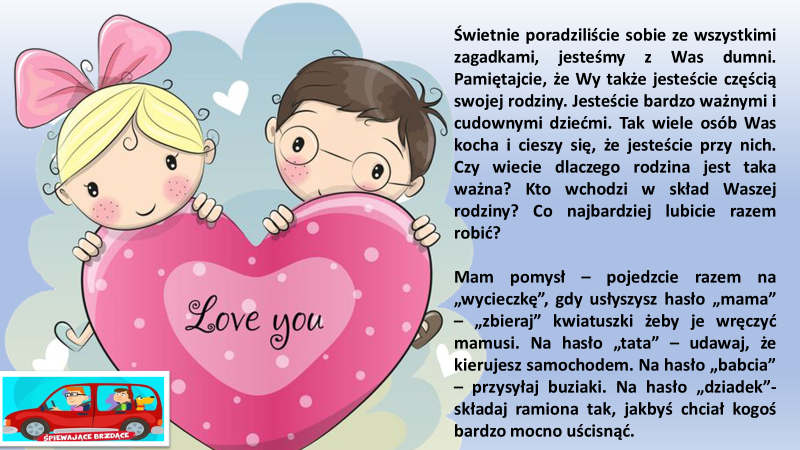 Świetnie poradziliście sobie ze wszystkimi
zagadkami, jesteśmy z Was dumni.
Pamiętajcie, że Wy także jesteście częścią
swojej rodziny. Jesteście bardzo ważnymi i
cudownymi dziećmi. Tak wiele osób Was
kocha i cieszy się, że jesteście przy nich.
Czy wiecie dlaczego rodzina jest taka
ważna? Kto wchodzi w skład Waszej
rodziny? Co najbardziej lubicie razem
robić?
Mam pomysł – pojedzcie razem na
„wycieczkę”, gdy usłyszysz hasło „mama”
– „zbieraj” kwiatuszki żeby je wręczyć
mamusi. Na hasło „tata” – udawaj, że
kierujesz samochodem. Na hasło „babcia”
– przysyłaj buziaki. Na hasło „dziadek”-
składaj ramiona tak, jakbyś chciał kogoś
bardzo mocno uścisnąć.
Love you
ŚPIEWAJĄCE BRZDĄCE